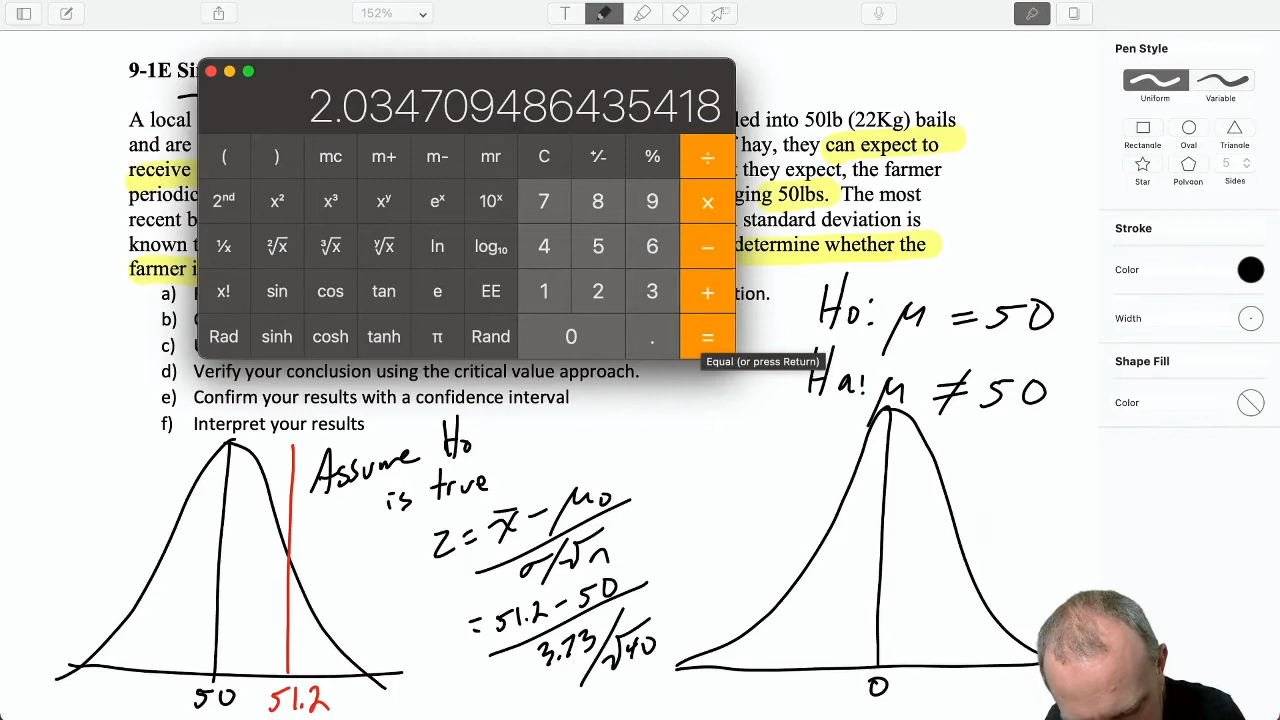 152%
T
Pen Style
Uniform
Variable
Rectangle
Oval
Triangle
Star
Polygon
5
Sides
Stroke
Color
Width
Shape Fill
Color
9-1E Si
A local
led into 50lb (22Kg) bails
and are
f hay, they can expect to
receive
t they expect, the farmer
periodic
ging 50lbs. The most
recent b
standard deviation is
known t
determine whether the
farmer i
a)
ion.
b)
c)
d) Verify your conclusion using the critical value approach.
e) Confirm your results with a confidence interval
f) Interpret your results
2.034709486435418
( ) mc m+ m- mr C +/- % ÷
2nd x² x³ xʸ eˣ 10ˣ 7 8 9 ×
¹/x ²√x ³√x ʸ√x ln log₁₀ 4 5 6 −
x! sin cos tan e EE 1 2 3 +
Rad sinh cosh tanh π Rand 0 . =
Equal (or press Return)
Ho: μ = 50
Ha: μ ≠ 50
Assume Ho
is true
z = x̄ - μo
σ/√n
= 51.2 - 50
3.73/√40
50
51.2
0